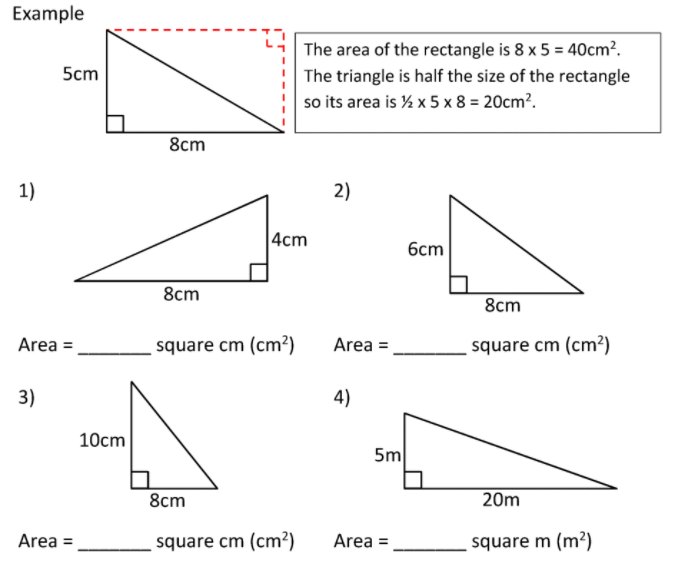 Example
5cm
8cm
The area of the rectangle is 8 x 5 = 40cm².
The triangle is half the size of the rectangle
so its area is ½ x 5 x 8 = 20cm².
1)
4cm
8cm
Area = _______ square cm (cm²)
2)
6cm
8cm
Area = _______ square cm (cm²)
3)
10cm
8cm
Area = _______ square cm (cm²)
4)
5m
20m
Area = _______ square m (m²)